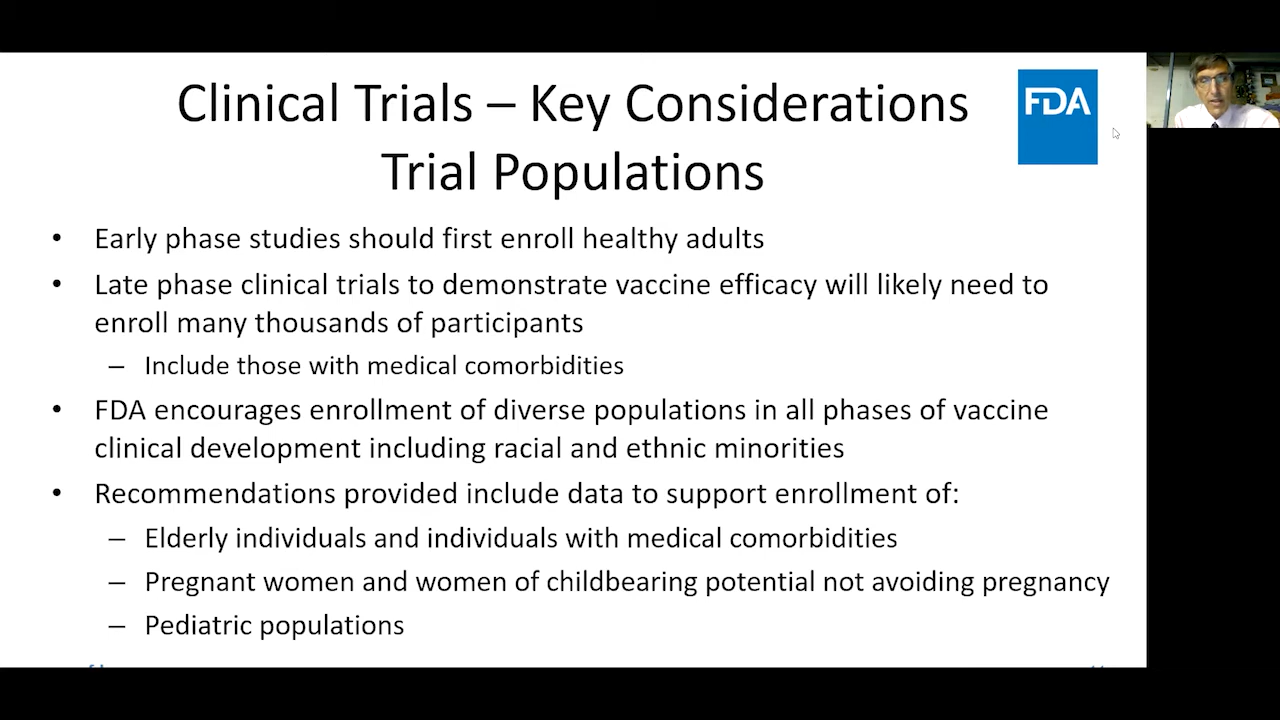 Clinical Trials – Key Considerations
Trial Populations
FDA
• Early phase studies should first enroll healthy adults
• Late phase clinical trials to demonstrate vaccine efficacy will likely need to
enroll many thousands of participants
– Include those with medical comorbidities
• FDA encourages enrollment of diverse populations in all phases of vaccine
clinical development including racial and ethnic minorities
• Recommendations provided include data to support enrollment of:
– Elderly individuals and individuals with medical comorbidities
– Pregnant women and women of childbearing potential not avoiding pregnancy
– Pediatric populations